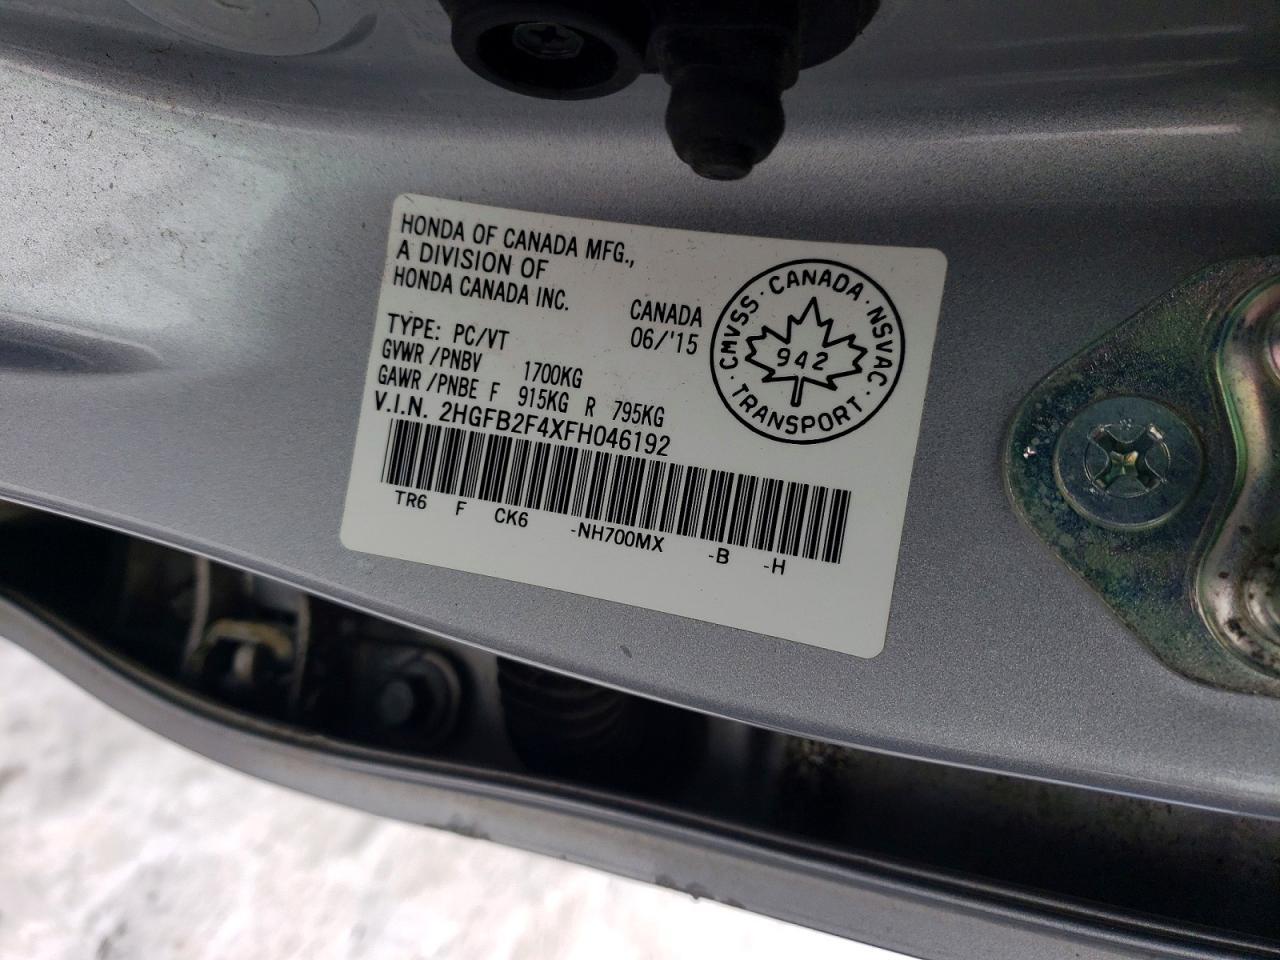 HONDA OF CANADA MFG.,
A DIVISION OF
HONDA CANADA INC.
CANADA
06/'15
TYPE: PC/VT
GVWR/PNBV 1700KG
GAWR/PNBE F 915KG R 795KG
V.I.N. 2HGFB2F4XFH046192
TR6 F CK6 -NH700MX -B -H
CMVSS · CANADA · NSVAC ·
942
TRANSPORT